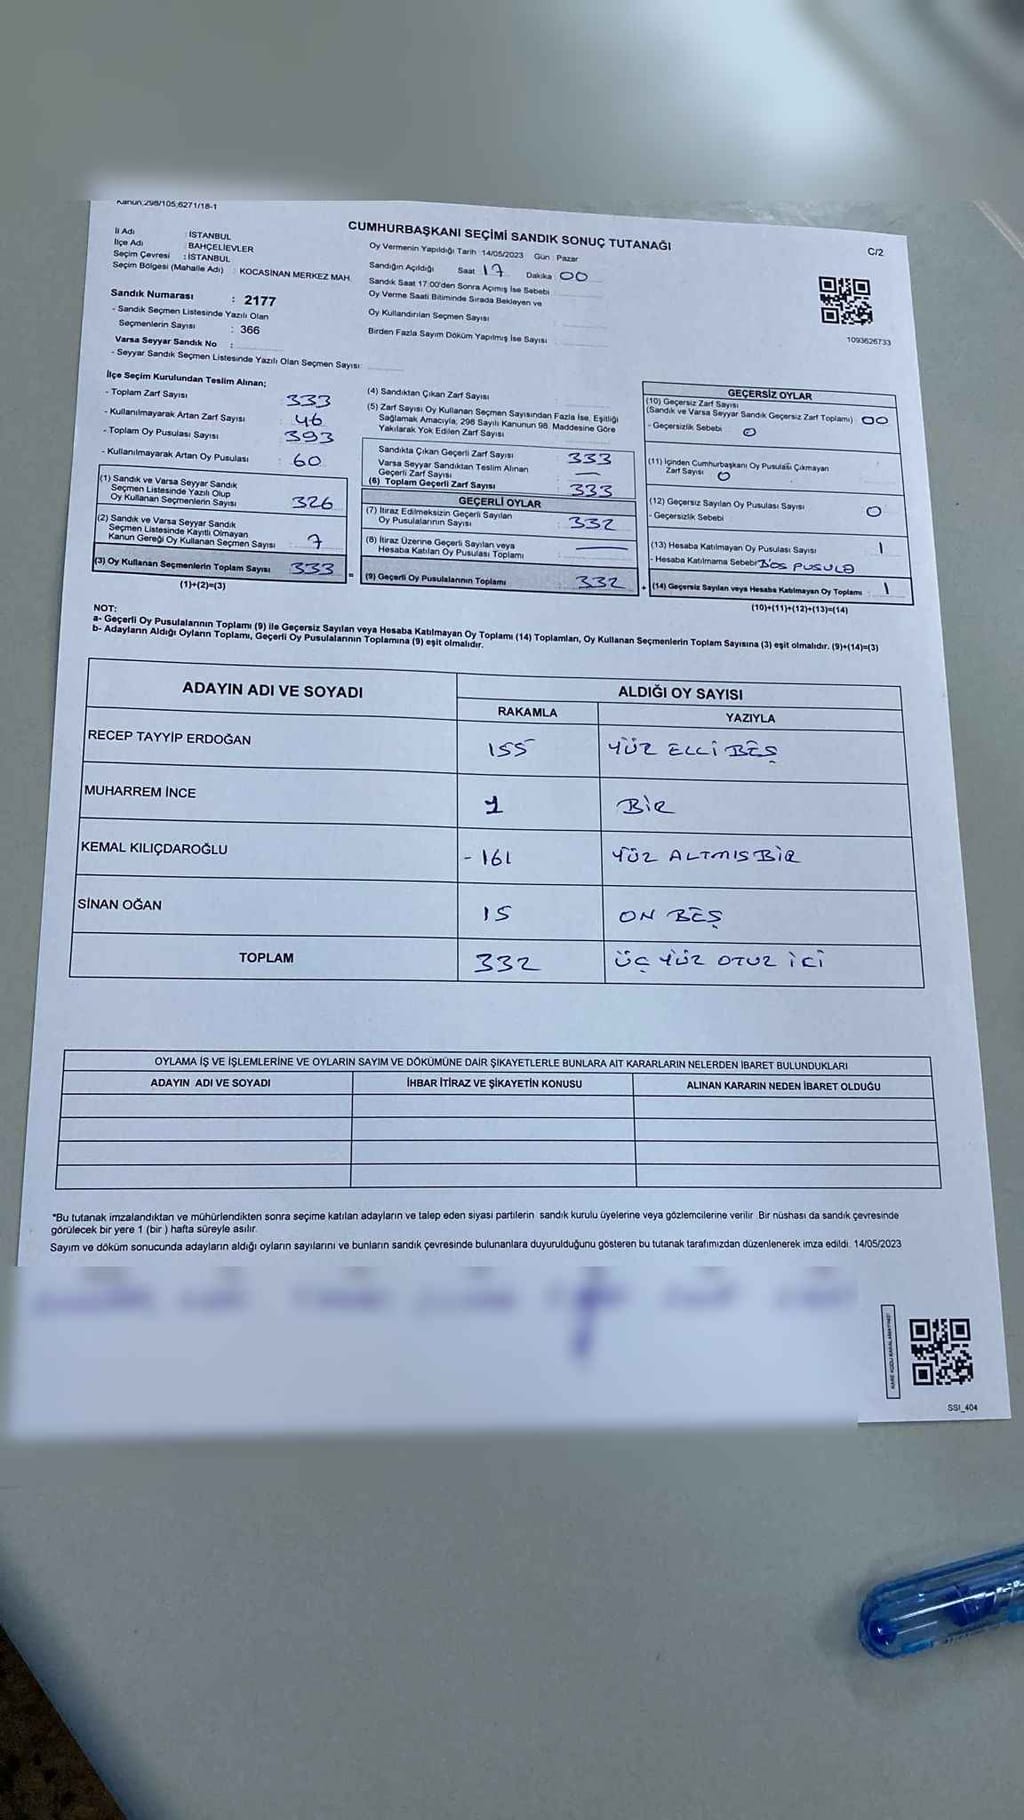 Kanun,298/105,6271/18-1
CUMHURBAŞKANI SEÇİMİ SANDIK SONUÇ TUTANAĞI
C/2
İl Adı : İSTANBUL
İlçe Adı : BAHÇELİEVLER
Seçim Çevresi : İSTANBUL
Seçim Bölgesi (Mahalle Adı) : KOCASİNAN MERKEZ MAH.
Oy Vermenin Yapıldığı Tarih 14/05/2023 Gün : Pazar
Sandığın Açıldığı Saat 17 Dakika 00
Sandık Saat 17:00'den Sonra Açılmış İse Sebebi
Oy Verme Saati Bitiminde Sırada Bekleyen ve
Oy Kullandırılan Seçmen Sayısı
Birden Fazla Sayım Döküm Yapılmış İse Sayısı
1093626733
Sandık Numarası : 2177
- Sandık Seçmen Listesinde Yazılı Olan
Seçmenlerin Sayısı : 366
Varsa Seyyar Sandık No :
- Seyyar Sandık Seçmen Listesinde Yazılı Olan Seçmen Sayısı:
İlçe Seçim Kurulundan Teslim Alınan;
- Toplam Zarf Sayısı : 333
- Kullanılmayarak Artan Zarf Sayısı : 46
- Toplam Oy Pusulası Sayısı : 393
- Kullanılmayarak Artan Oy Pusulası : 60
(1) Sandık ve Varsa Seyyar Sandık
Seçmen Listesinde Yazılı Olup
Oy Kullanan Seçmenlerin Sayısı 326
(2) Sandık ve Varsa Seyyar Sandık
Seçmen Listesinde Kayıtlı Olmayan
Kanun Gereği Oy Kullanan Seçmen Sayısı 7
(3) Oy Kullanan Seçmenlerin Toplam Sayısı 333
(1)+(2)=(3)
(4) Sandıktan Çıkan Zarf Sayısı
(5) Zarf Sayısı Oy Kullanan Seçmen Sayısından Fazla İse, Eşitliği
Sağlamak Amacıyla; 298 Sayılı Kanunun 98. Maddesine Göre
Yakılarak Yok Edilen Zarf Sayısı
Sandıkta Çıkan Geçerli Zarf Sayısı 333
Varsa Seyyar Sandıktan Teslim Alınan
Geçerli Zarf Sayısı —
(6) Toplam Geçerli Zarf Sayısı 333
GEÇERLİ OYLAR
(7) İtiraz Edilmeksizin Geçerli Sayılan
Oy Pusulalarının Sayısı 332
(8) İtiraz Üzerine Geçerli Sayılan veya
Hesaba Katılan Oy Pusulası Toplamı —
= (9) Geçerli Oy Pusulalarının Toplamı 332
GEÇERSİZ OYLAR
(10) Geçersiz Zarf Sayısı
(Sandık ve Varsa Seyyar Sandık Geçersiz Zarf Toplamı) 00
- Geçersizlik Sebebi 0
(11) İçinden Cumhurbaşkanı Oy Pusulası Çıkmayan
Zarf Sayısı 0
(12) Geçersiz Sayılan Oy Pusulası Sayısı 0
- Geçersizlik Sebebi
(13) Hesaba Katılmayan Oy Pusulası Sayısı 1
- Hesaba Katılmama Sebebi BOŞ PUSULA
+ (14) Geçersiz Sayılan veya Hesaba Katılmayan Oy Toplamı 1
(10)+(11)+(12)+(13)=(14)
NOT:
a- Geçerli Oy Pusulalarının Toplamı (9) ile Geçersiz Sayılan veya Hesaba Katılmayan Oy Toplamı (14) Toplamları, Oy Kullanan Seçmenlerin Toplam Sayısına (3) eşit olmalıdır. (9)+(14)=(3)
b- Adayların Aldığı Oyların Toplamı, Geçerli Oy Pusulalarının Toplamına (9) eşit olmalıdır.
ADAYIN ADI VE SOYADI ALDIĞI OY SAYISI
RAKAMLA YAZIYLA
RECEP TAYYİP ERDOĞAN 155 YÜZ ELLİ BEŞ
MUHARREM İNCE 1 BİR
KEMAL KILIÇDAROĞLU - 161 YÜZ ALTMIŞ BİR
SİNAN OĞAN 15 ON BEŞ
TOPLAM 332 ÜÇ YÜZ OTUZ İCİ
OYLAMA İŞ VE İŞLEMLERİNE VE OYLARIN SAYIM VE DÖKÜMÜNE DAİR ŞİKAYETLERLE BUNLARA AİT KARARLARIN NELERDEN İBARET BULUNDUKLARI
ADAYIN ADI VE SOYADI İHBAR İTİRAZ VE ŞİKAYETİN KONUSU ALINAN KARARIN NEDEN İBARET OLDUĞU
*Bu tutanak imzalandıktan ve mühürlendikten sonra seçime katılan adayların ve talep eden siyasi partilerin sandık kurulu üyelerine veya gözlemcilerine verilir. Bir nüshası da sandık çevresinde
görülecek bir yere 1 (bir) hafta süreyle asılır.
Sayım ve döküm sonucunda adayların aldığı oyların sayılarını ve bunların sandık çevresinde bulunanlara duyurulduğunu gösteren bu tutanak tarafımızdan düzenlenerek imza edildi. 14/05/2023
KARE KODU KARALAMAYINIZ!
SSI_404